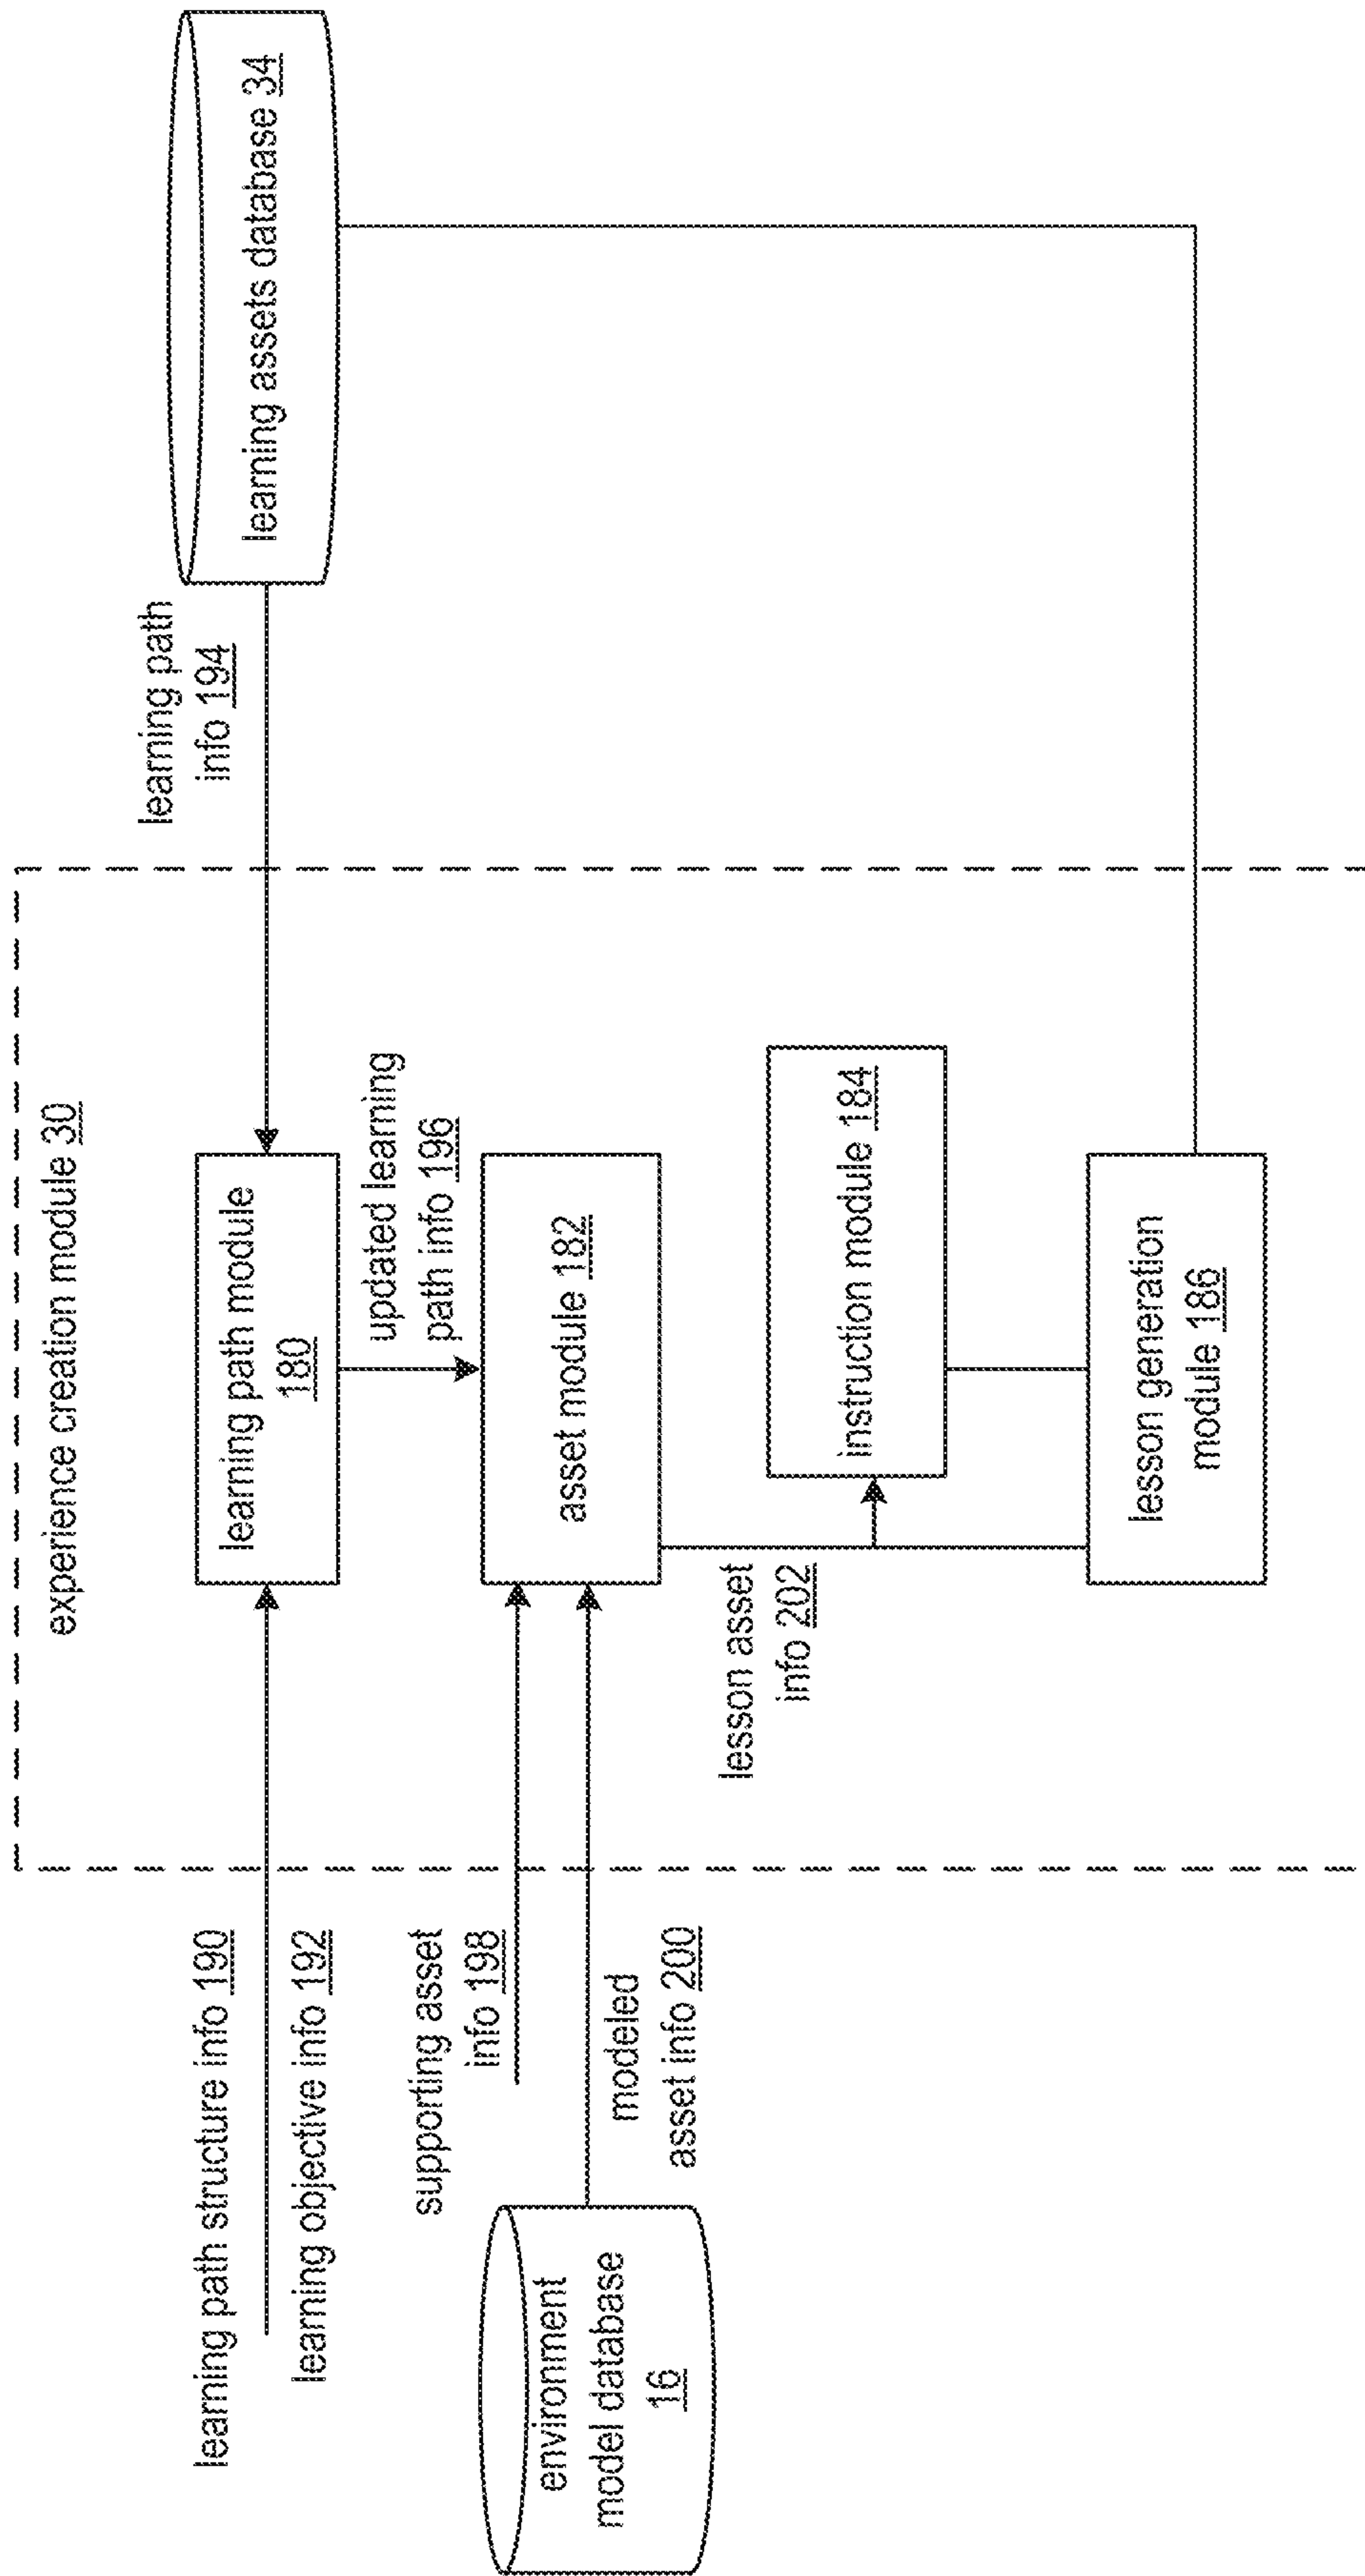 experience creation module 30
learning path structure info 190
learning objective info 192
learning path module
180
learning path
info 194
learning assets database 34
updated learning
path info 196
supporting asset
info 198
environment
model database
16
modeled
asset info 200
asset module 182
lesson asset
info 202
instruction module 184
lesson generation
module 186